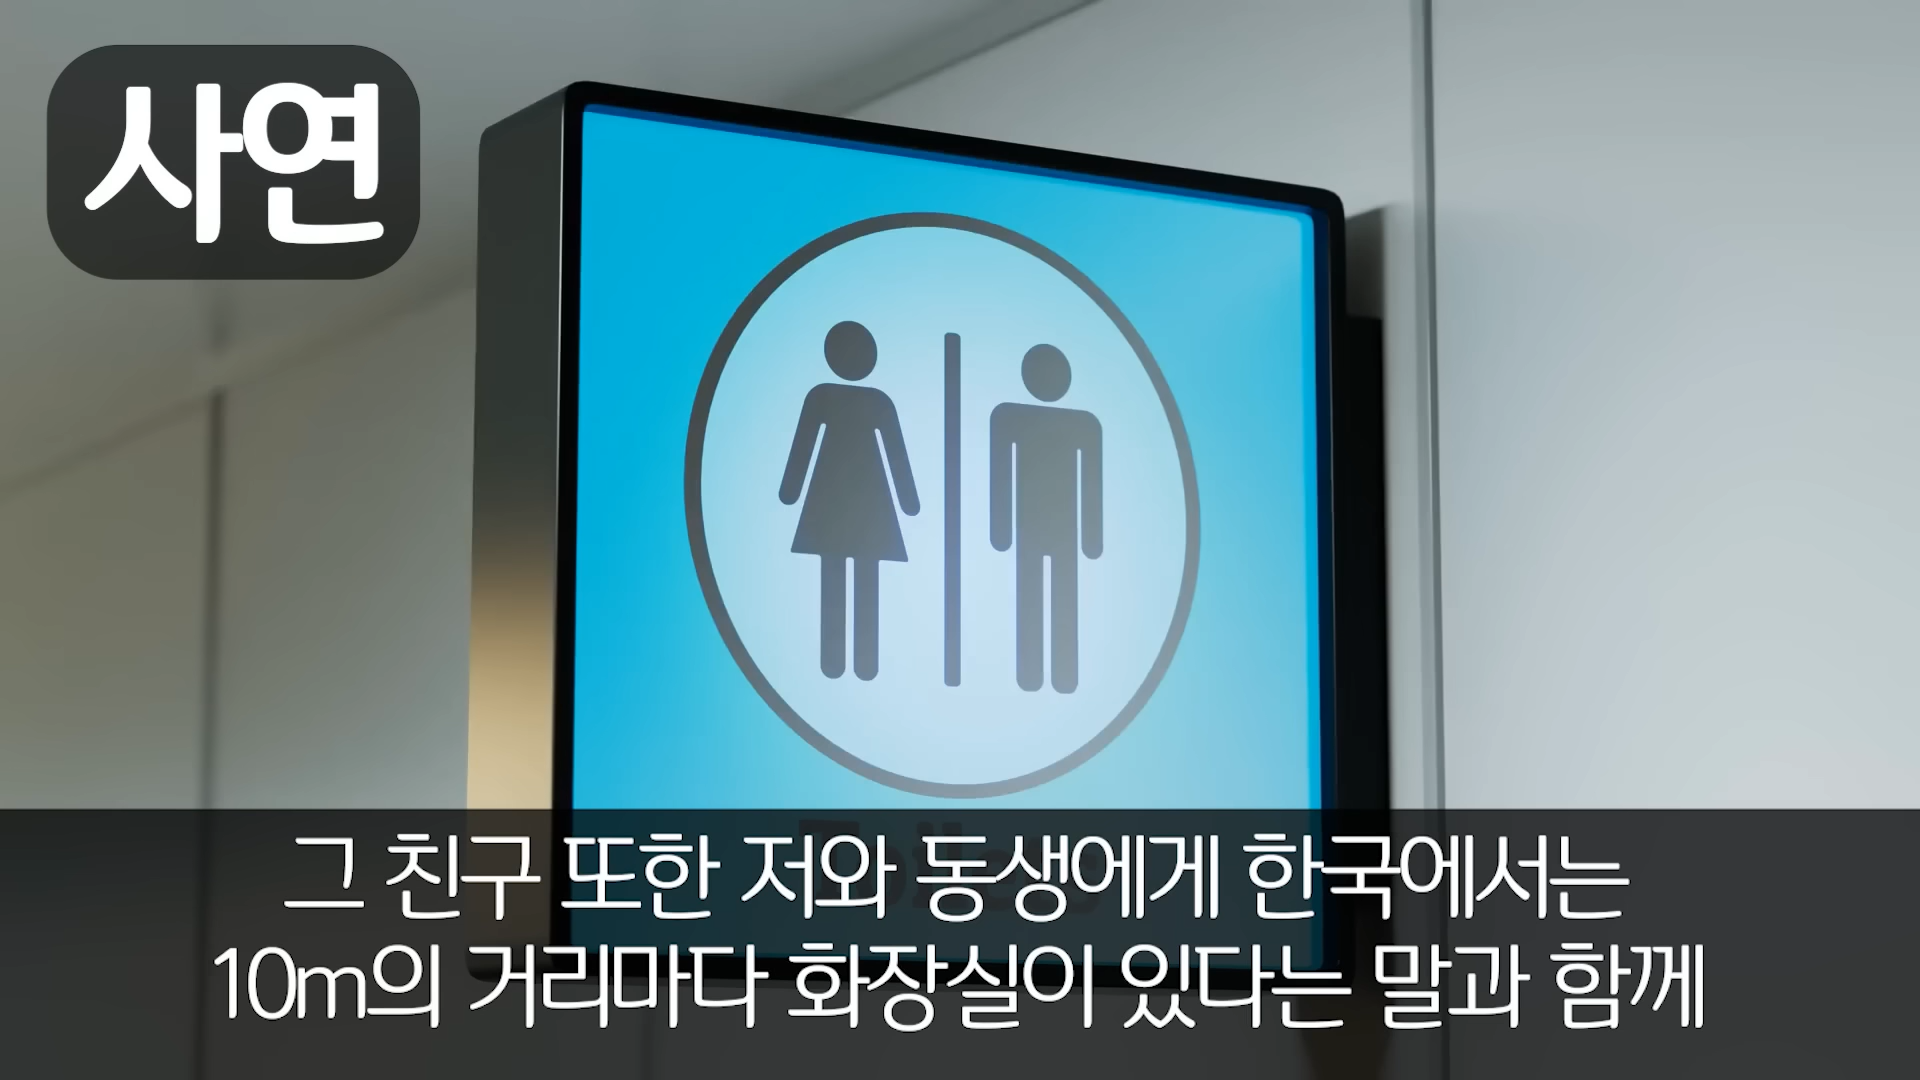 사연
그 친구 또한 저와 동생에게 한국에서는
10m의 거리마다 화장실이 있다는 말과 함께